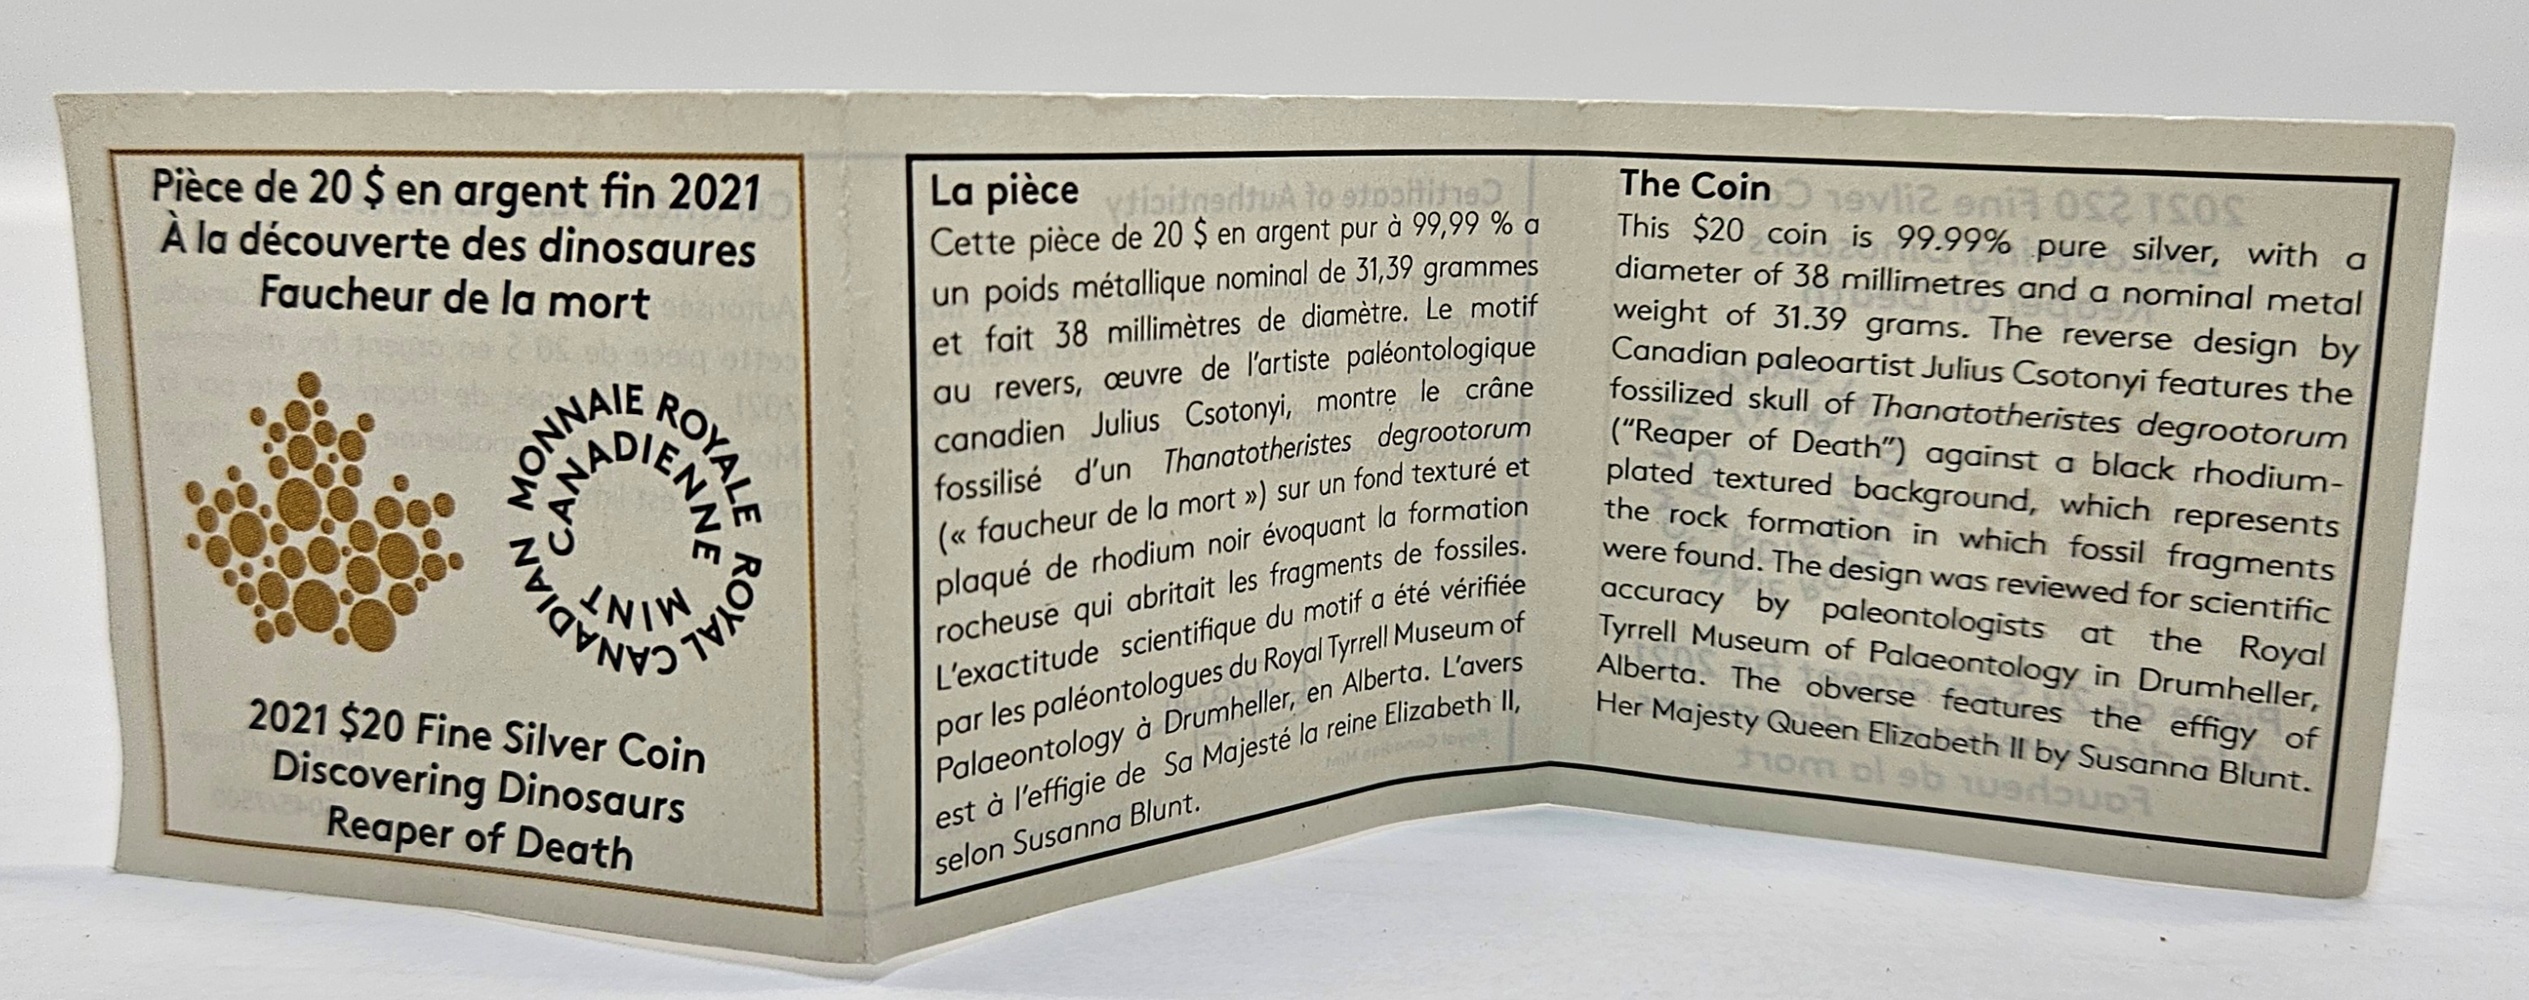 Pièce de 20 $ en argent fin 2021
À la découverte des dinosaures
Faucheur de la mort
MONNAIE ROYALE
CANADIENNE
ROYAL CANADIAN
MINT
2021 $20 Fine Silver Coin
Discovering Dinosaurs
Reaper of Death
La pièce
Cette pièce de 20 $ en argent pur à 99,99 % a
un poids métallique nominal de 31,39 grammes
et fait 38 millimètres de diamètre. Le motif
au revers, œuvre de l'artiste paléontologique
canadien Julius Csotonyi, montre le crâne
fossilisé d'un Thanatotheristes degrootorum
(« faucheur de la mort ») sur un fond texturé et
plaqué de rhodium noir évoquant la formation
rocheuse qui abritait les fragments de fossiles.
L'exactitude scientifique du motif a été vérifiée
par les paléontologues du Royal Tyrrell Museum of
Palaeontology à Drumheller, en Alberta. L'avers
est à l'effigie de Sa Majesté la reine Elizabeth II,
selon Susanna Blunt.
The Coin
This $20 coin is 99.99% pure silver, with a
diameter of 38 millimetres and a nominal metal
weight of 31.39 grams. The reverse design by
Canadian paleoartist Julius Csotonyi features the
fossilized skull of Thanatotheristes degrootorum
("Reaper of Death") against a black rhodium-
plated textured background, which represents
the rock formation in which fossil fragments
were found. The design was reviewed for scientific
accuracy by paleontologists at the Royal
Tyrrell Museum of Palaeontology in Drumheller,
Alberta. The obverse features the effigy of
Her Majesty Queen Elizabeth II by Susanna Blunt.